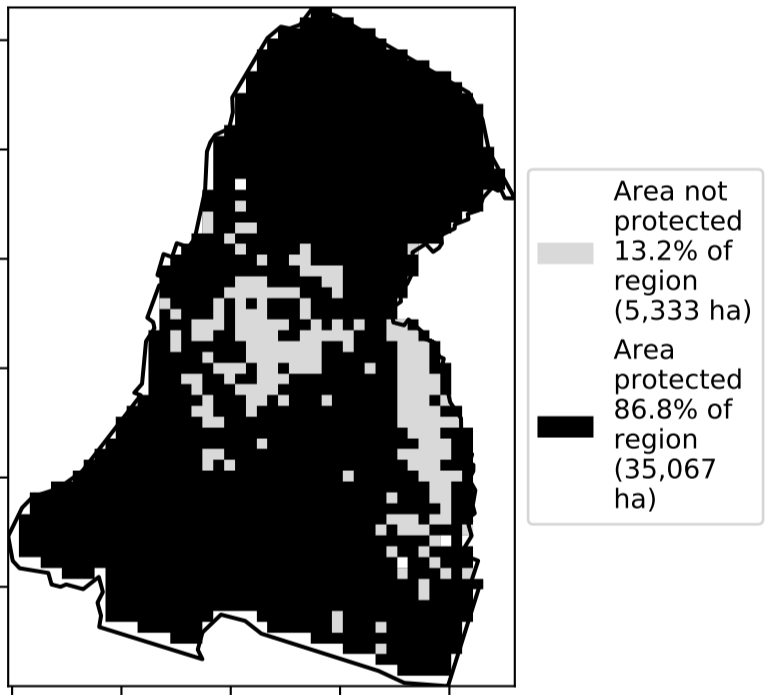 Area not
protected
13.2% of
region
(5,333 ha)
Area
protected
86.8% of
region
(35,067
ha)